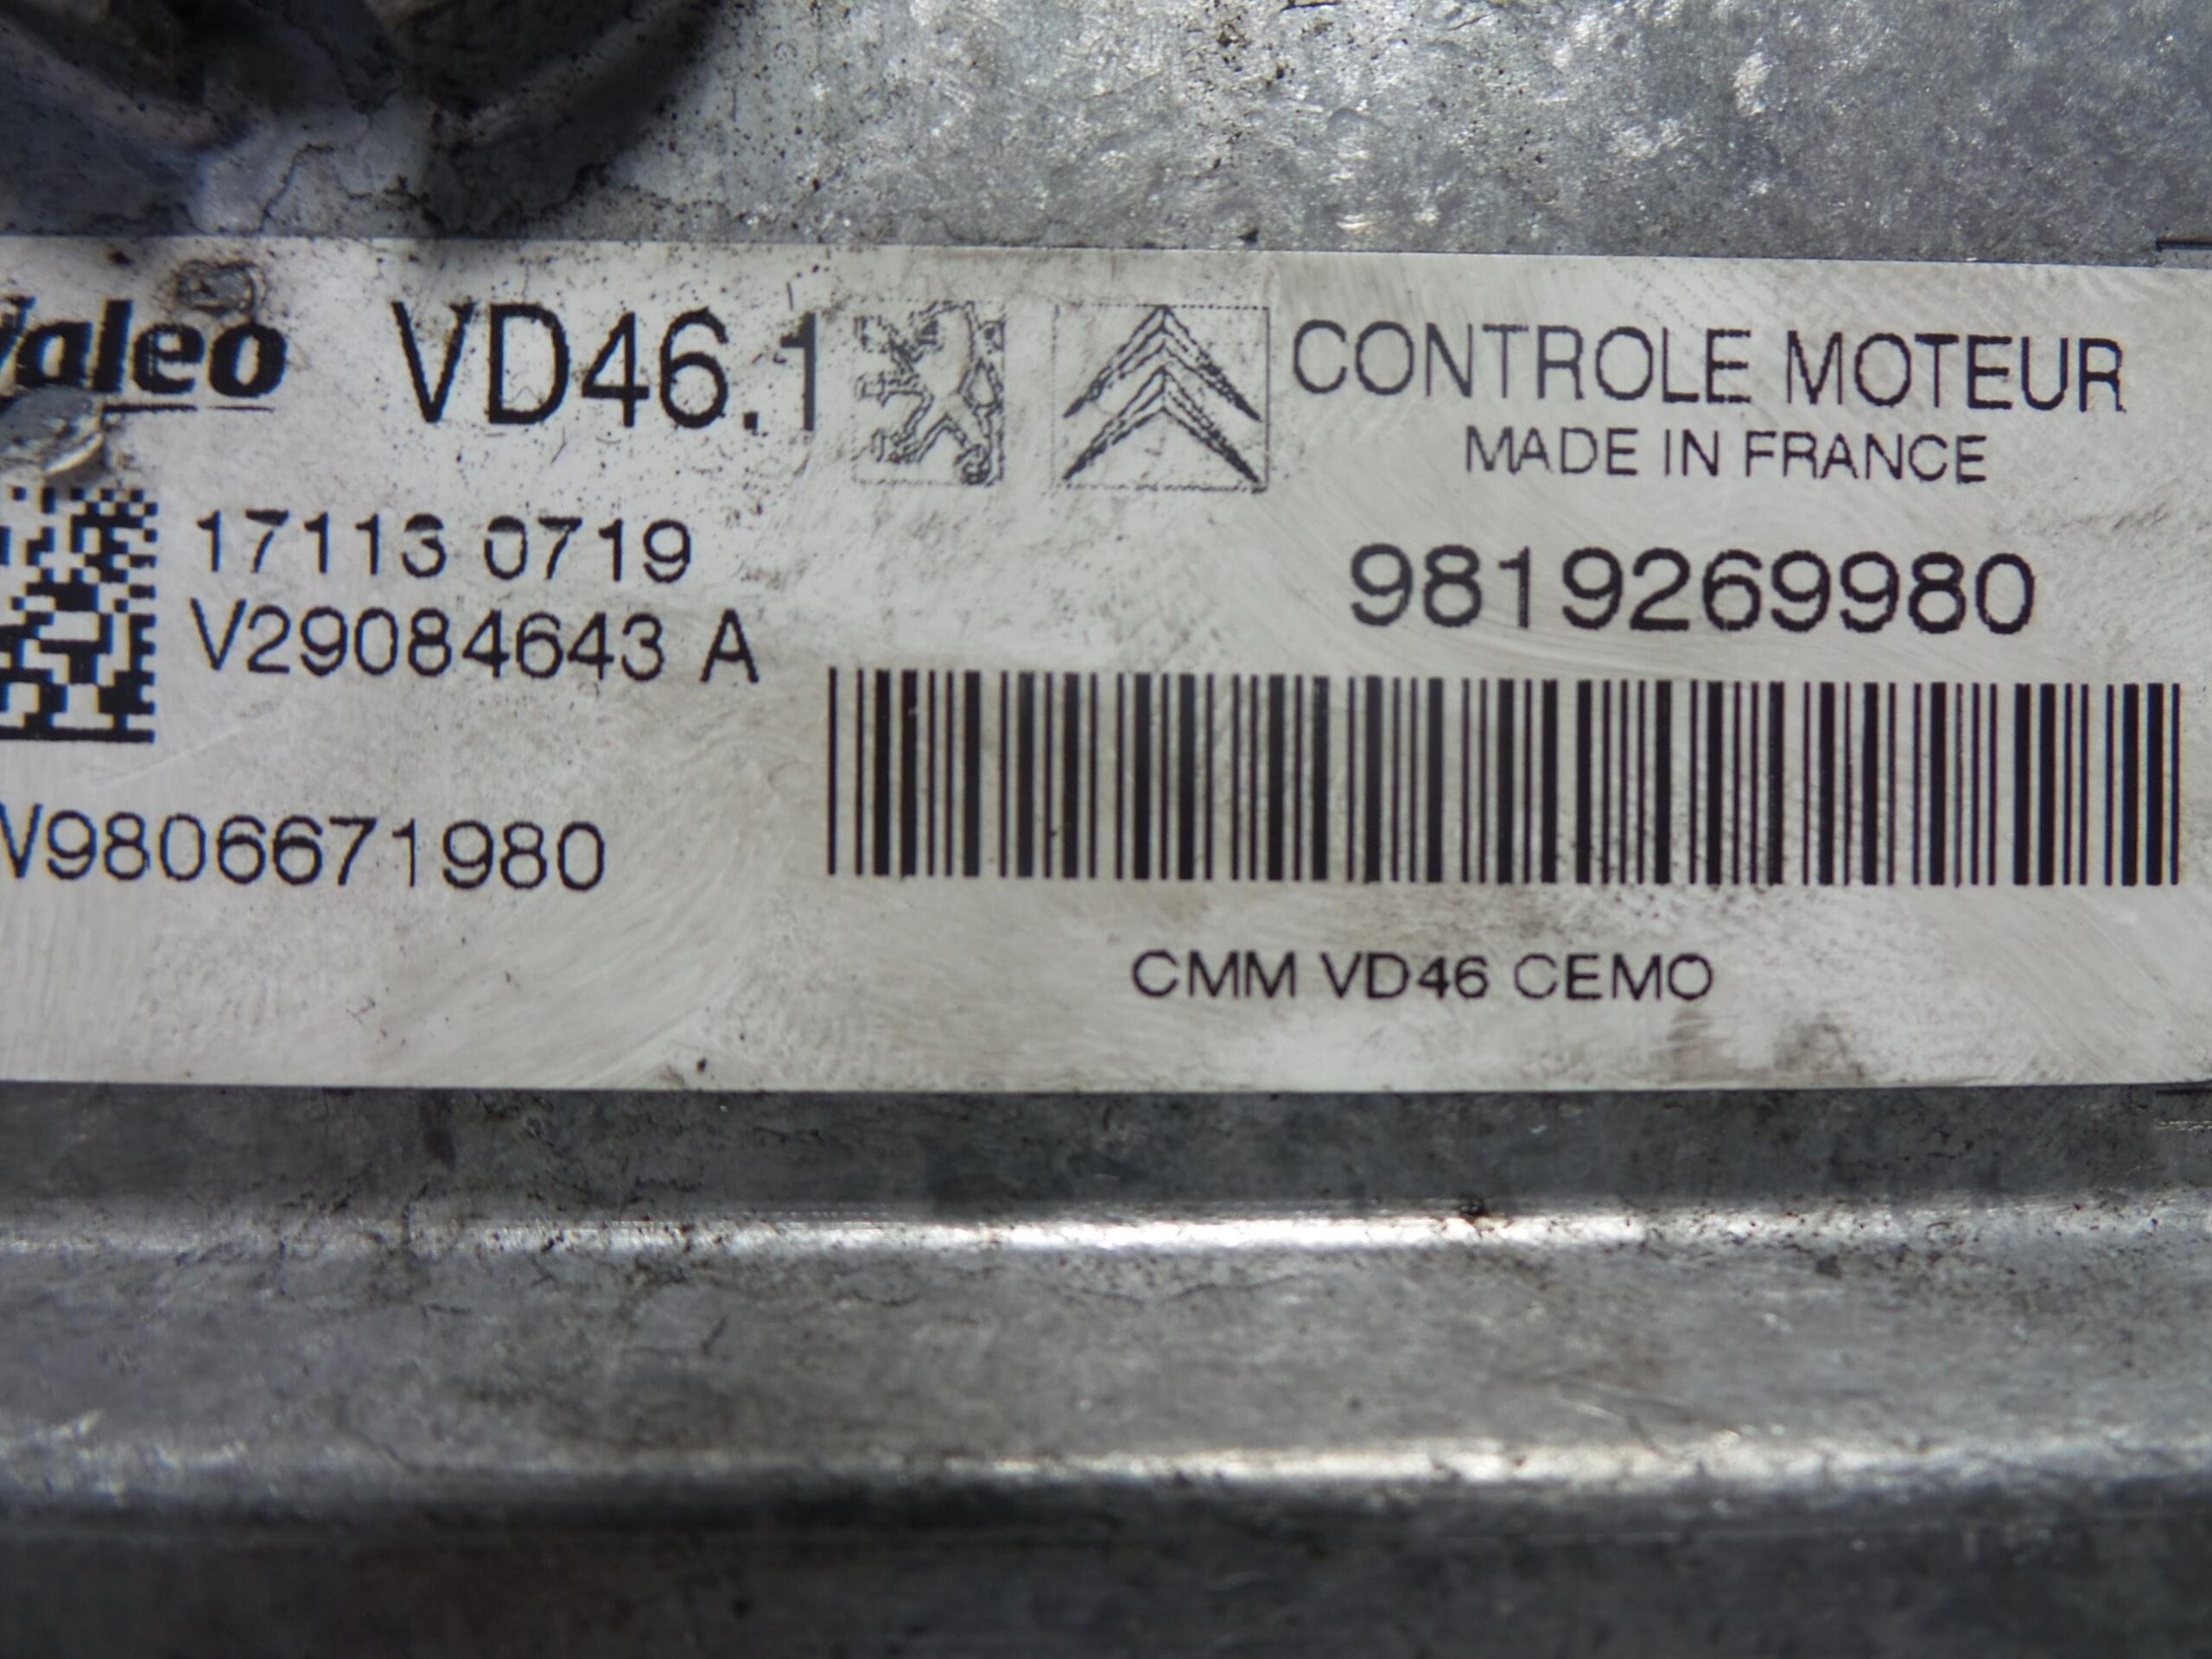 Valeo VD46.1 CONTROLE MOTEUR
MADE IN FRANCE
17113 0719
9819269980
V29084643 A
V9806671980
CMM VD46 CEMO